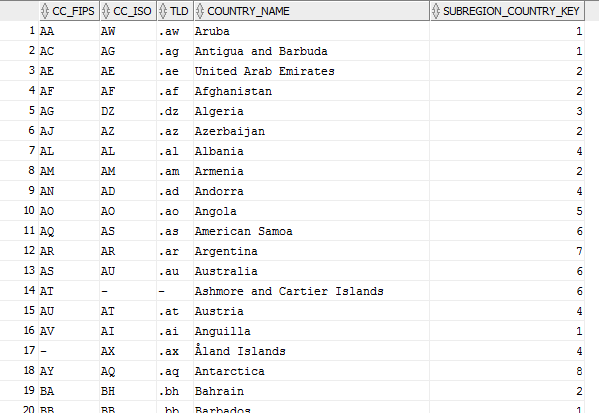 CC_FIPS CC_ISO TLD COUNTRY_NAME SUBREGION_COUNTRY_KEY
1 AA AW .aw Aruba 1
2 AC AG .ag Antigua and Barbuda 1
3 AE AE .ae United Arab Emirates 2
4 AF AF .af Afghanistan 2
5 AG DZ .dz Algeria 3
6 AJ AZ .az Azerbaijan 2
7 AL AL .al Albania 4
8 AM AM .am Armenia 2
9 AN AD .ad Andorra 4
10 AO AO .ao Angola 5
11 AQ AS .as American Samoa 6
12 AR AR .ar Argentina 7
13 AS AU .au Australia 6
14 AT - - Ashmore and Cartier Islands 6
15 AU AT .at Austria 4
16 AV AI .ai Anguilla 1
17 - AX .ax Åland Islands 4
18 AY AQ .aq Antarctica 8
19 BA BH .bh Bahrain 2
20 BB BB .bb Barbados 1